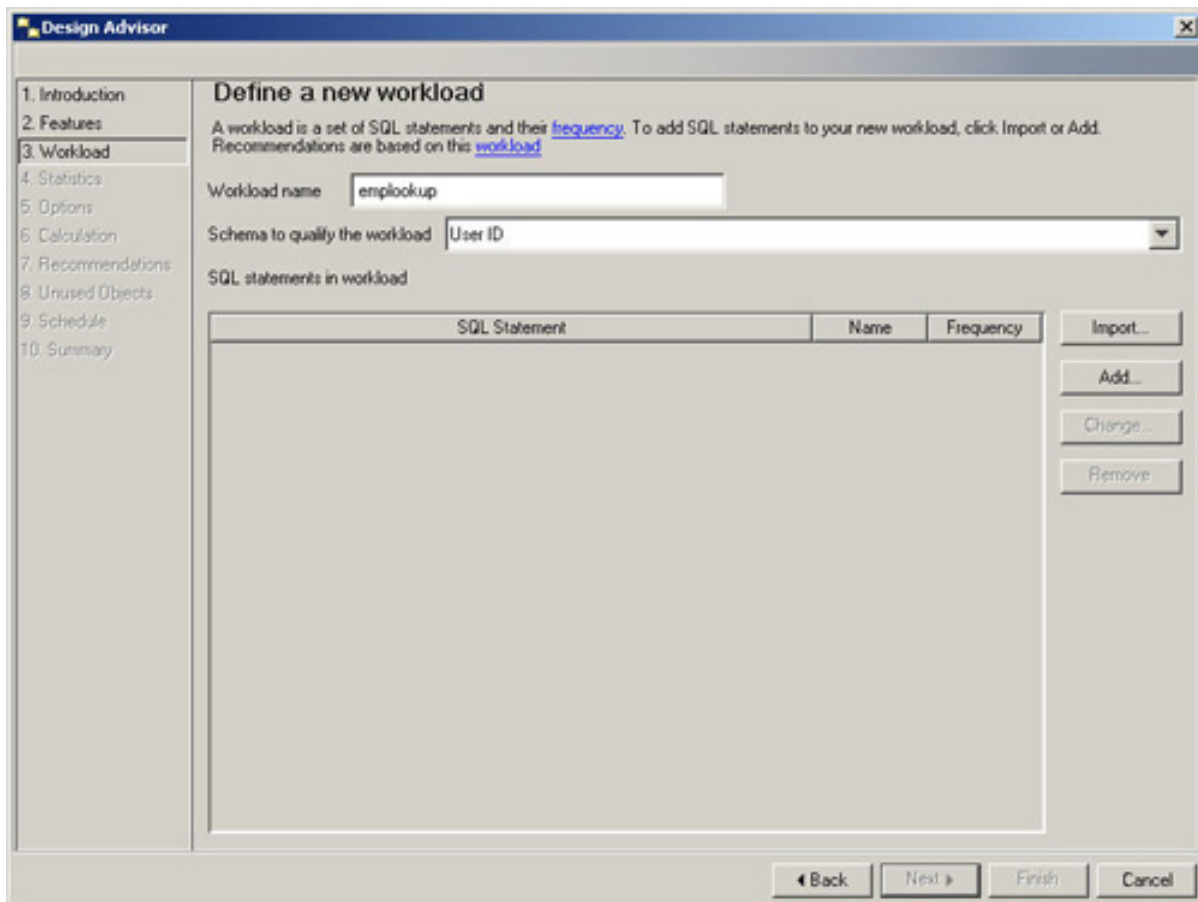 Design Advisor
1. Introduction
2. Features
3. Workload
4. Statistics
5. Options
6. Calculation
7. Recommendations
8. Unused Objects
9. Schedule
10. Summary
Define a new workload
A workload is a set of SQL statements and their frequency. To add SQL statements to your new workload, click Import or Add.
Recommendations are based on this workload
Workload name emplookup
Schema to qualify the workload User ID
SQL statements in workload
SQL Statement Name Frequency
Import...
Add...
Change...
Remove
Back Next Finish Cancel